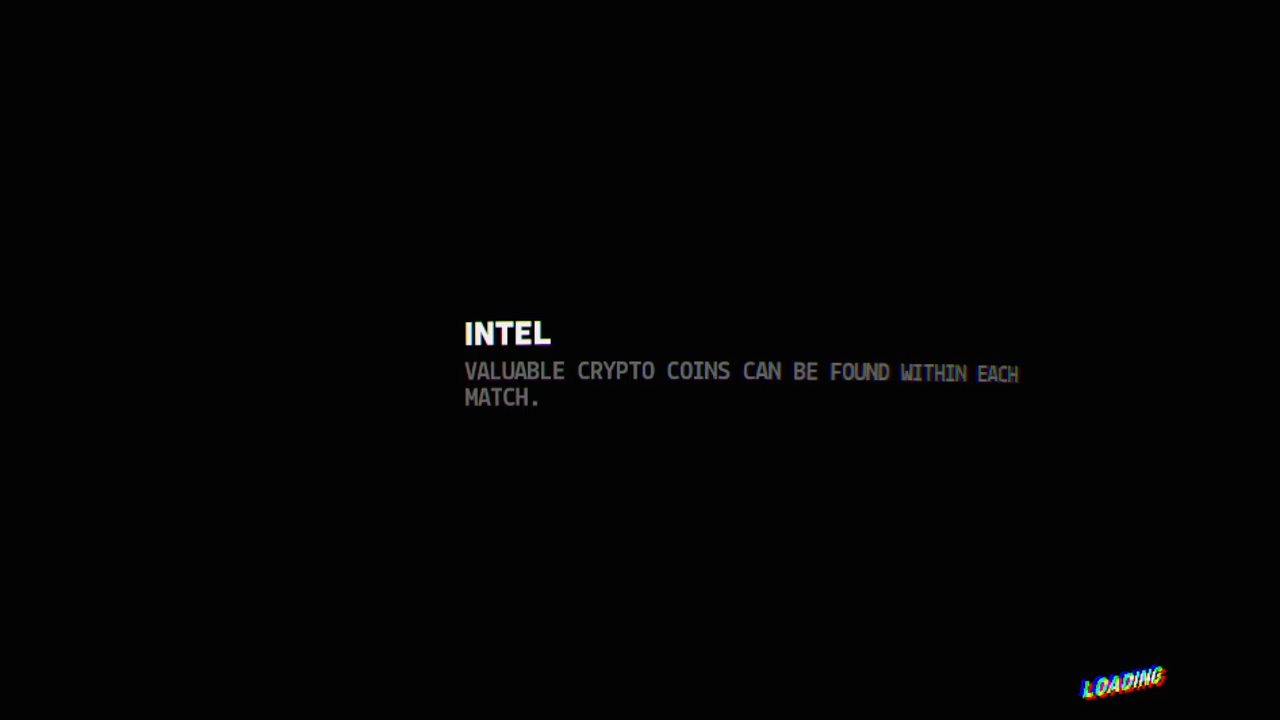 INTEL
VALUABLE CRYPTO COINS CAN BE FOUND WITHIN EACH
MATCH.
LOADING